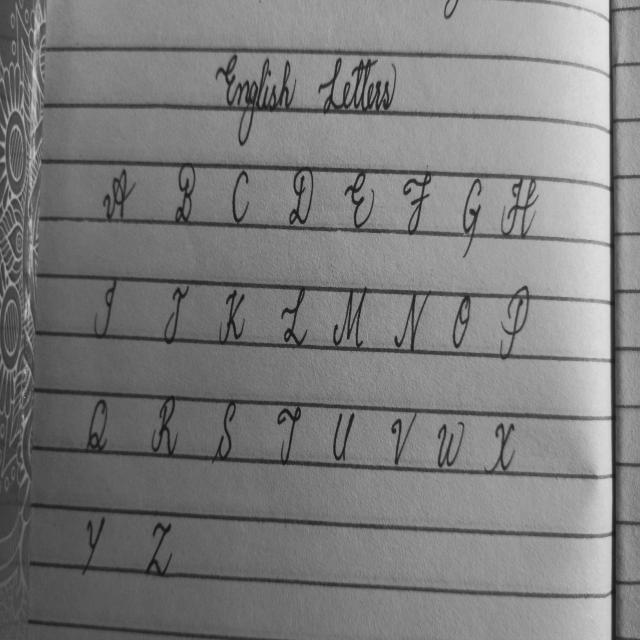 English Letters
A B C D E F G H
I J K L M N O P
Q R S T U V W X
Y Z